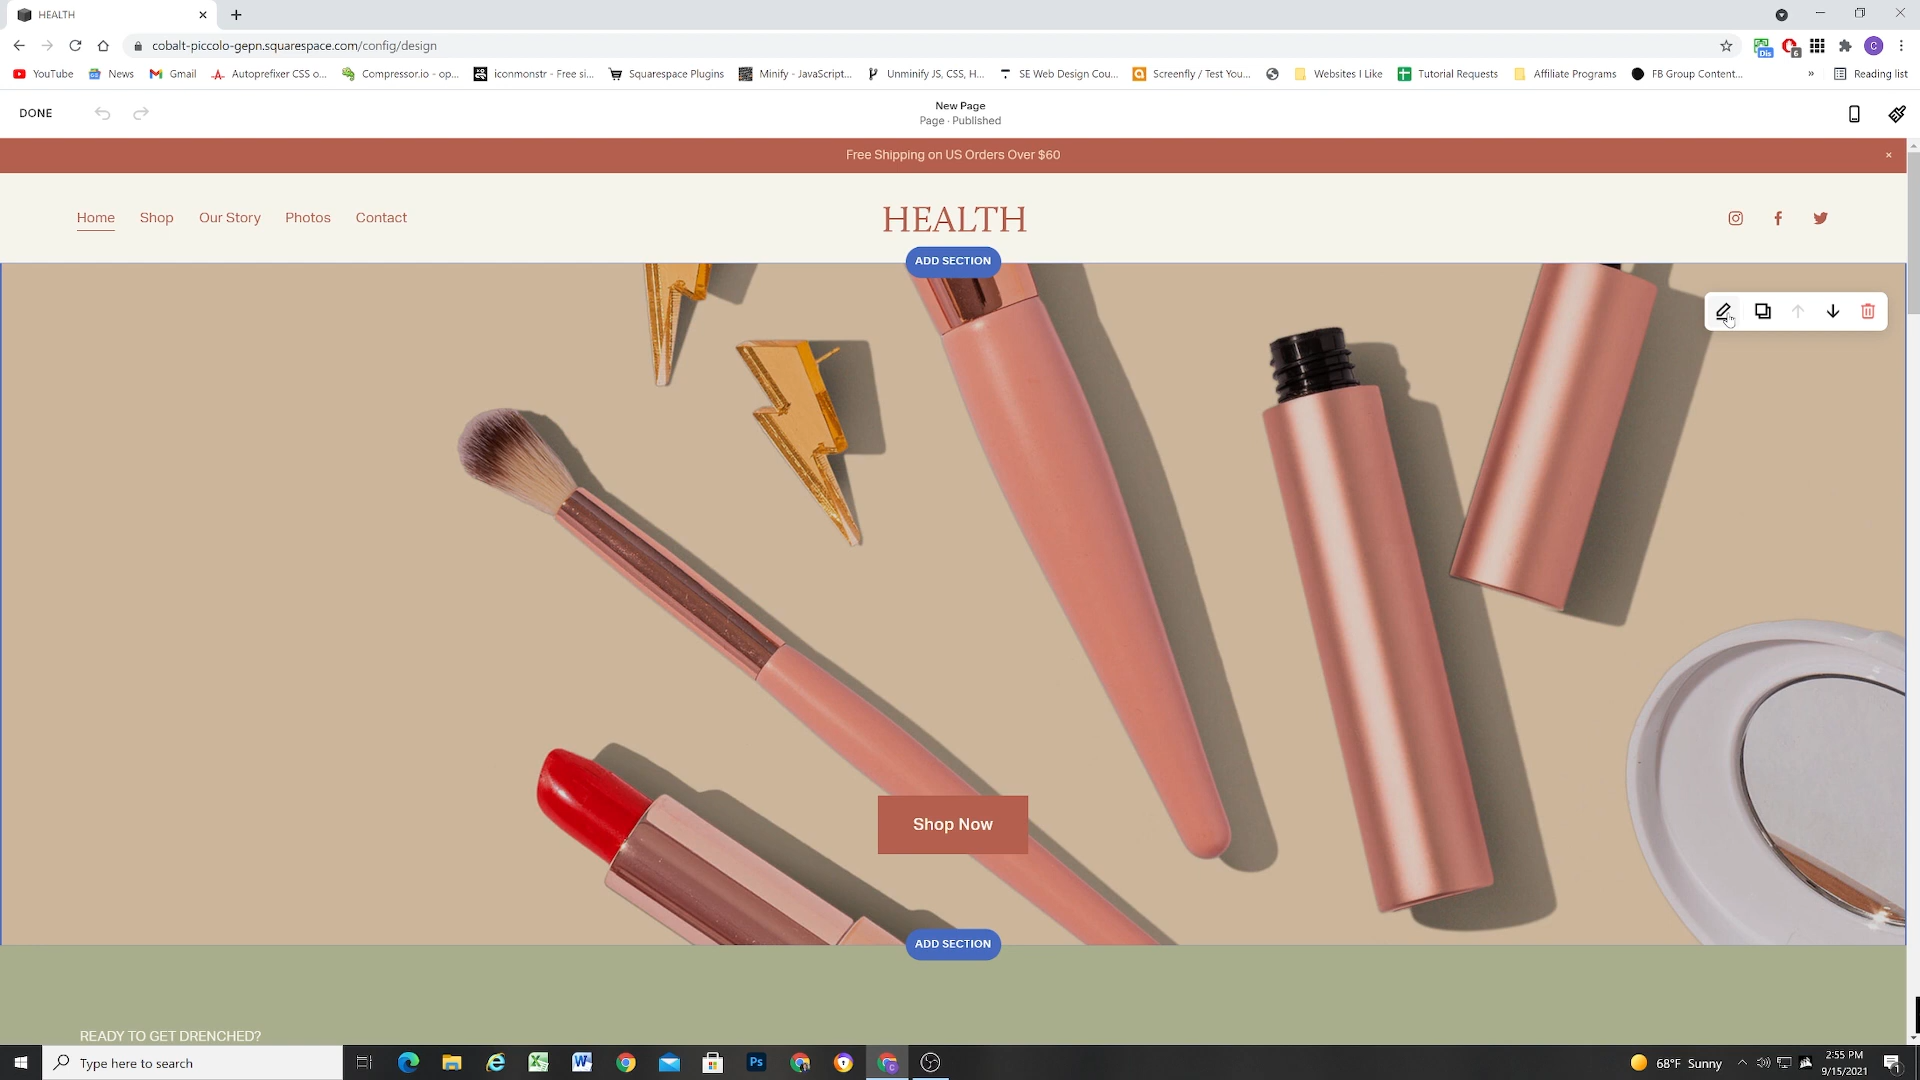 HEALTH
cobalt-piccolo-gepn.squarespace.com/config/design
YouTube News Gmail Autoprefixer CSS o... Compressor.io - op... iconmonstr - Free si... Squarespace Plugins Minify - JavaScript... Unminify JS, CSS, H... SE Web Design Cou... Screenfly / Test You... Websites I Like Tutorial Requests Affiliate Programs FB Group Content... » Reading list
DONE
New Page
Page · Published
Free Shipping on US Orders Over $60
Home Shop Our Story Photos Contact
HEALTH
ADD SECTION
Shop Now
ADD SECTION
READY TO GET DRENCHED?
Type here to search
68°F Sunny
2:55 PM
9/15/2021